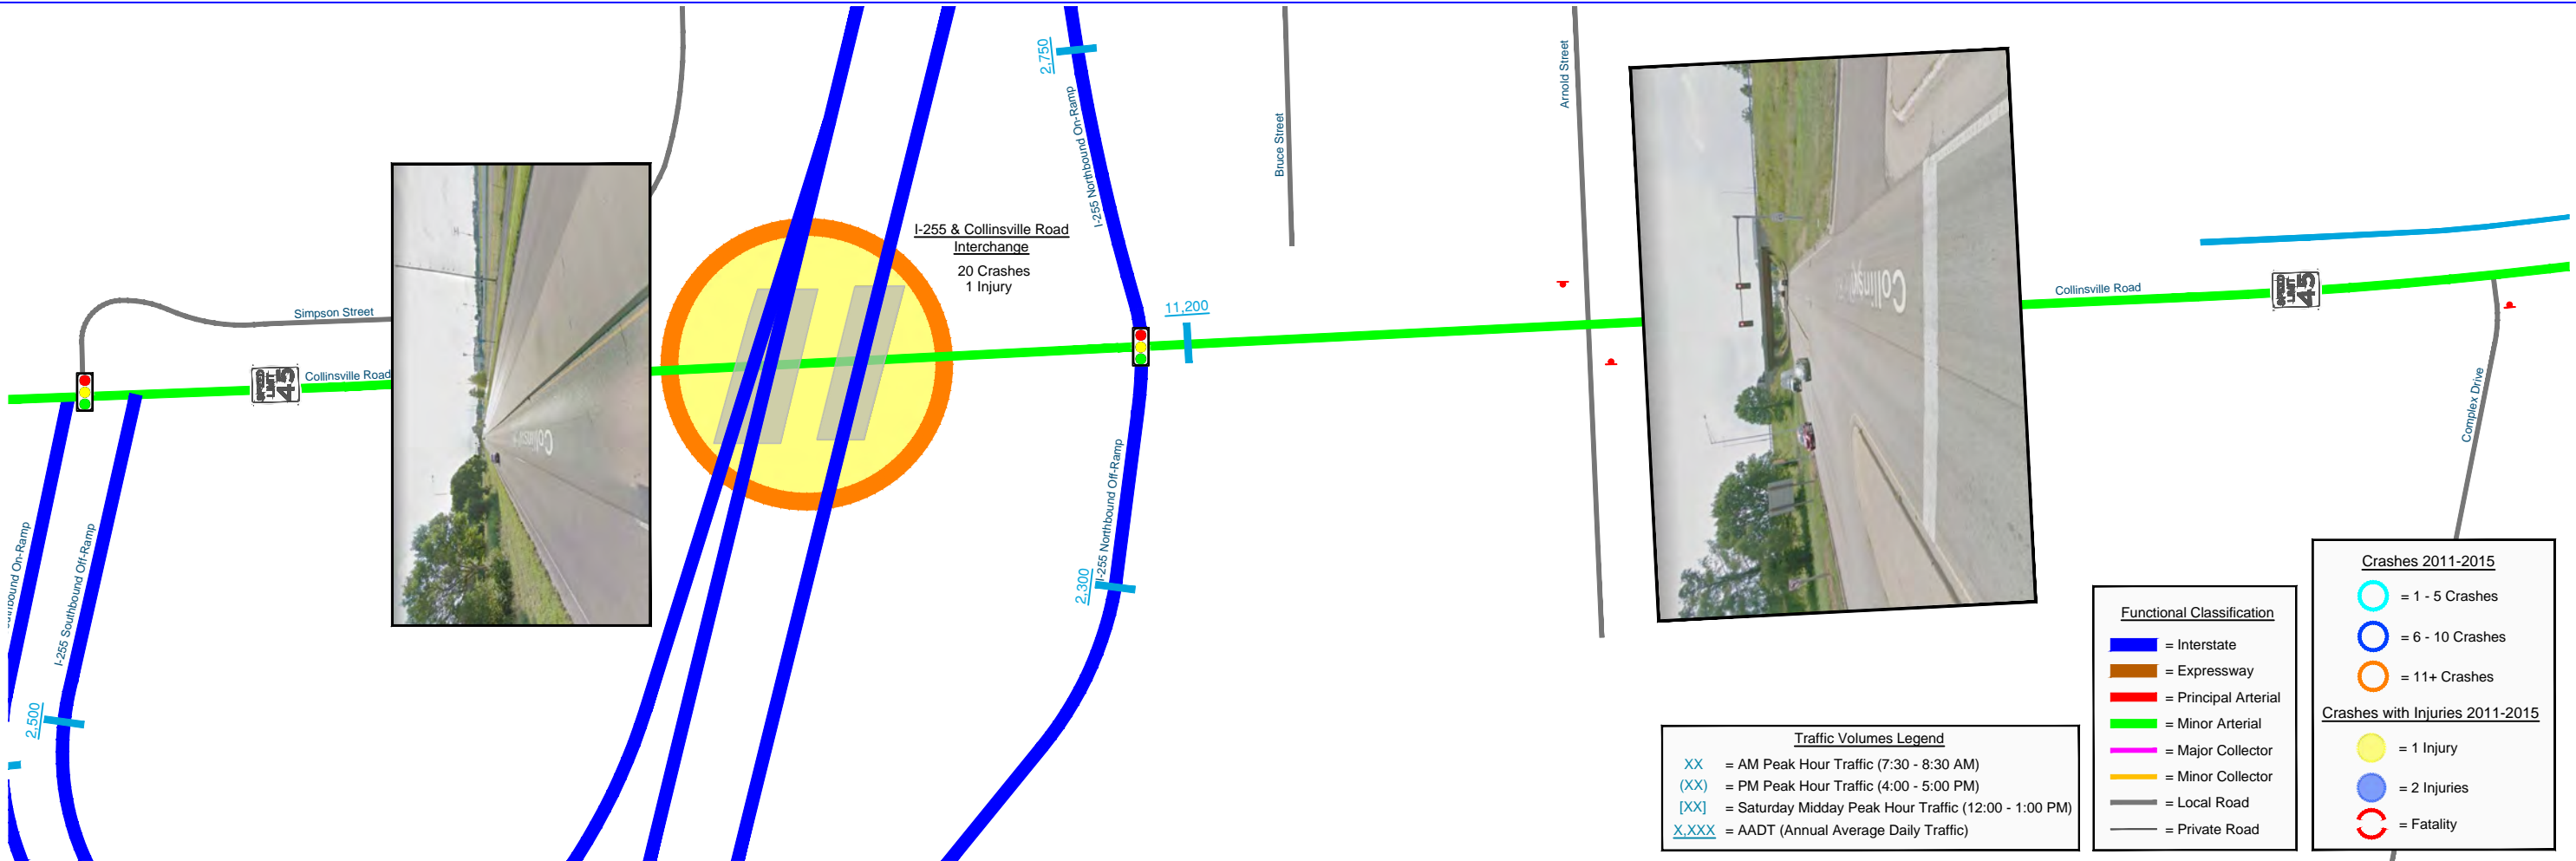 2,750
I-255 Northbound On-Ramp
Bruce Street
Arnold Street
I-255 & Collinsville Road
Interchange
20 Crashes
1 Injury
11,200
Simpson Street
Collinsville Road
SPEED
LIMIT
45
Collinsville Road
SPEED
LIMIT
45
Complex Drive
On-Ramp
I-255 Southbound Off-Ramp
2,500
I-255 Northbound Off-Ramp
2,300
Traffic Volumes Legend
XX = AM Peak Hour Traffic (7:30 - 8:30 AM)
(XX) = PM Peak Hour Traffic (4:00 - 5:00 PM)
[XX] = Saturday Midday Peak Hour Traffic (12:00 - 1:00 PM)
X,XXX = AADT (Annual Average Daily Traffic)
Functional Classification
= Interstate
= Expressway
= Principal Arterial
= Minor Arterial
= Major Collector
= Minor Collector
= Local Road
= Private Road
Crashes 2011-2015
= 1 - 5 Crashes
= 6 - 10 Crashes
= 11+ Crashes
Crashes with Injuries 2011-2015
= 1 Injury
= 2 Injuries
= Fatality